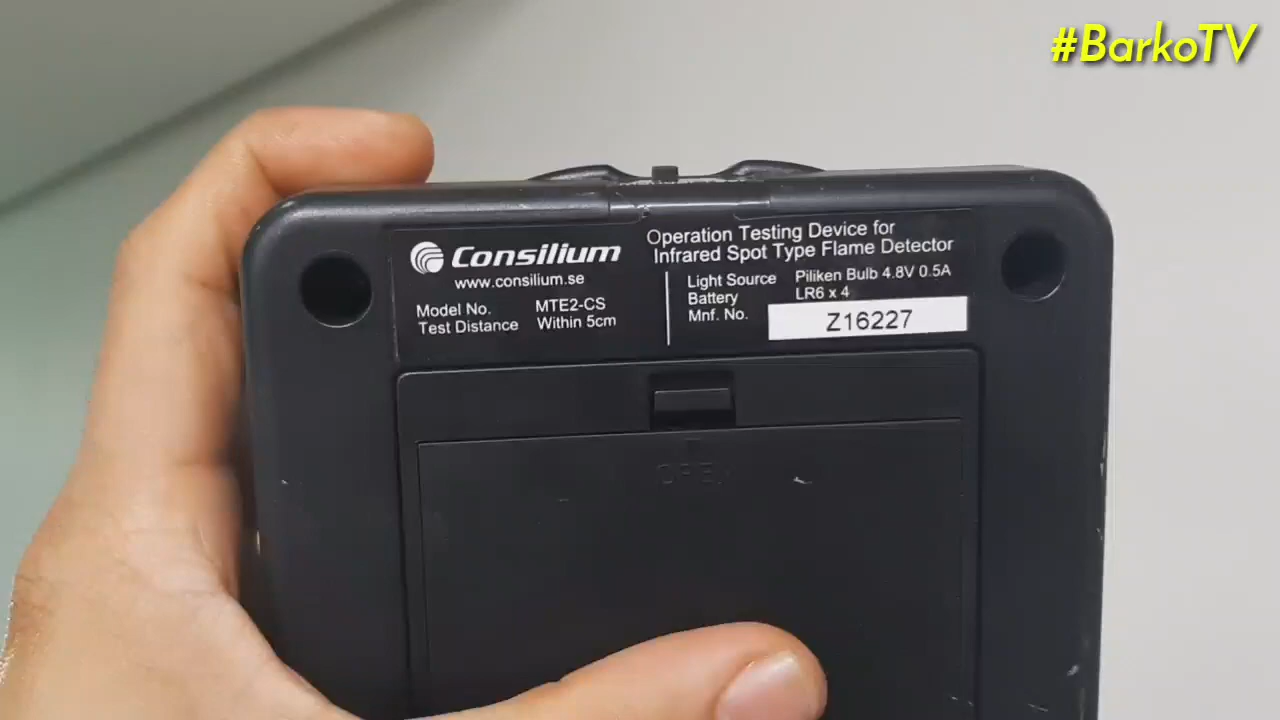 #BarkoTV
Consilium
www.consilium.se
Model No. MTE2-CS
Test Distance Within 5cm
Operation Testing Device for
Infrared Spot Type Flame Detector
Light Source Piliken Bulb 4.8V 0.5A
Battery LR6 x 4
Mnf. No. Z16227
OPEN